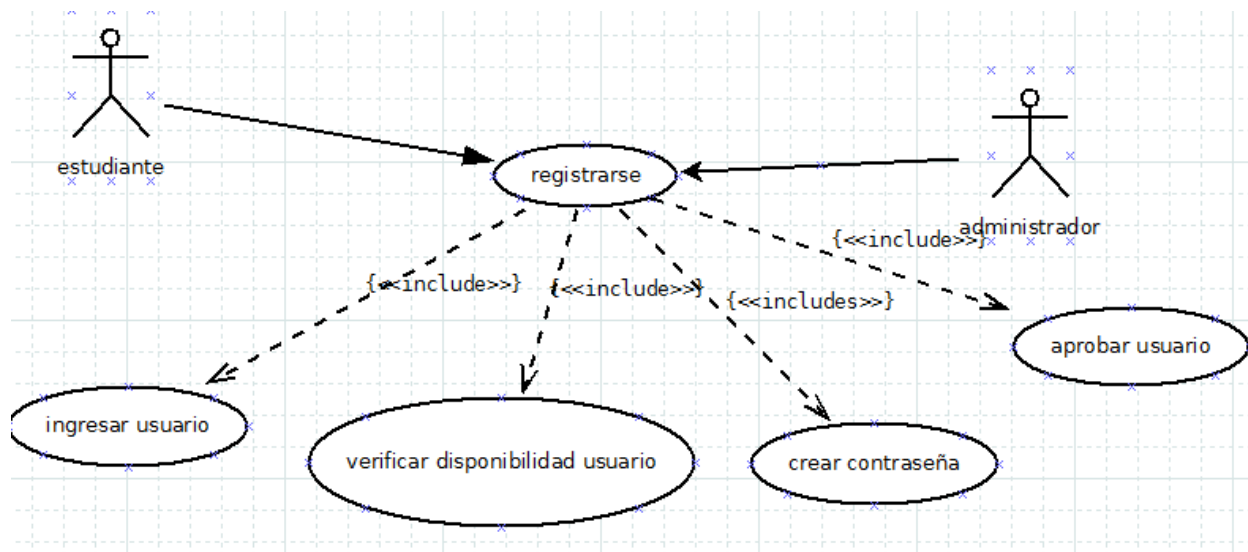 estudiante
registrarse
administrador
{<<include>>}
{<<include>>}
{<<include>>}
{<<includes>>}
aprobar usuario
ingresar usuario
verificar disponibilidad usuario
crear contraseña